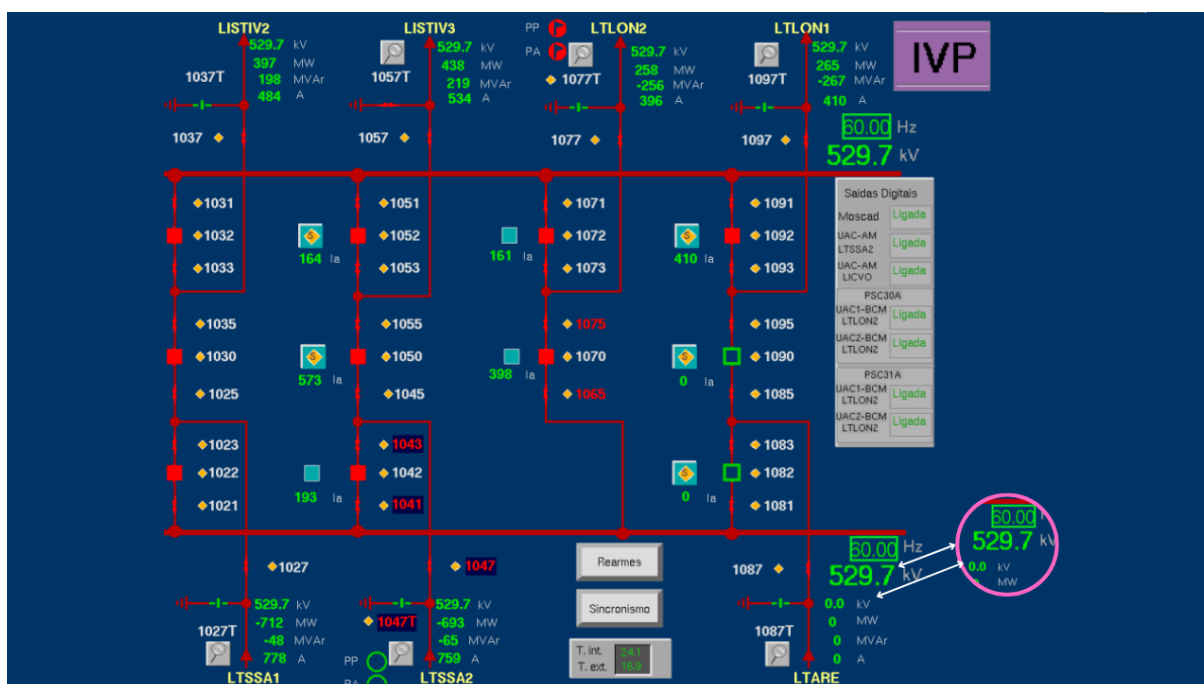 LISTIV2 LISTIV3 PP LTLON2 LTLON1
PA
529.7 kV 529.7 kV 529.7 kV 529.7 kV
397 MW 438 MW 258 MW 265 MW
198 MVAr 219 MVAr -256 MVAr -267 MVAr
484 A 534 A 396 A 410 A
1037T 1057T 1077T 1097T
IVP
1037 1057 1077 1097
60.00 Hz
529.7 kV
1031 1051 1071 1091
1032 1052 1072 1092
164 Ia 161 Ia 410 Ia
1033 1053 1073 1093
Saidas Digitais
Moscad Ligada
UAC-AM
LTSSA2 Ligada
UAC-AM
LICVO Ligada
PSC30A
UAC1-BCM
LTLON2 Ligada
UAC2-BCM
LTLON2 Ligada
PSC31A
UAC1-BCM
LTLON2 Ligada
UAC2-BCM
LTLON2 Ligada
1035 1055 1075 1095
1030 1050 1070 1090
573 Ia 398 Ia 0 Ia
1025 1045 1065 1085
1023 1043 1083
1022 1042 1082
193 Ia 0 Ia
1021 1041 1081
60.00 Hz
529.7 kV
60.00
529.7 kV
0.0 kV
MW
1027 1047 1087
Rearmes
Sincronismo
T. int. 24.1
T. ext. 16.9
529.7 kV 529.7 kV 0.0 kV
-712 MW -693 MW 0 MW
-48 MVAr -65 MVAr 0 MVAr
778 A 759 A 0 A
1027T 1047T 1087T
PP
PA
LTSSA1 LTSSA2 LTARE